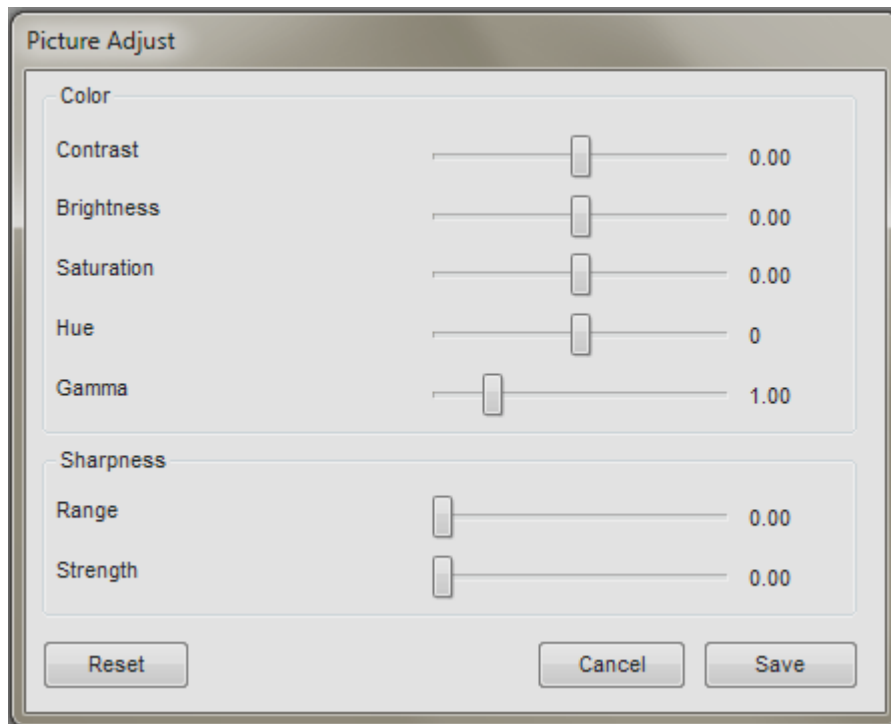 Picture Adjust
Color
Contrast 0.00
Brightness 0.00
Saturation 0.00
Hue 0
Gamma 1.00
Sharpness
Range 0.00
Strength 0.00
Reset Cancel Save